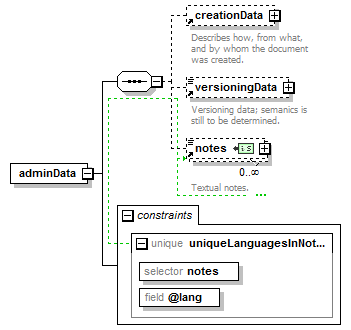 creationData
Describes how, from what,
and by whom the document
was created.
versioningData
Versioning data; semantics is
still to be determined.
notes
is
0..∞
Textual notes.
adminData
constraints
unique uniqueLanguagesInNot...
selector notes
field @lang